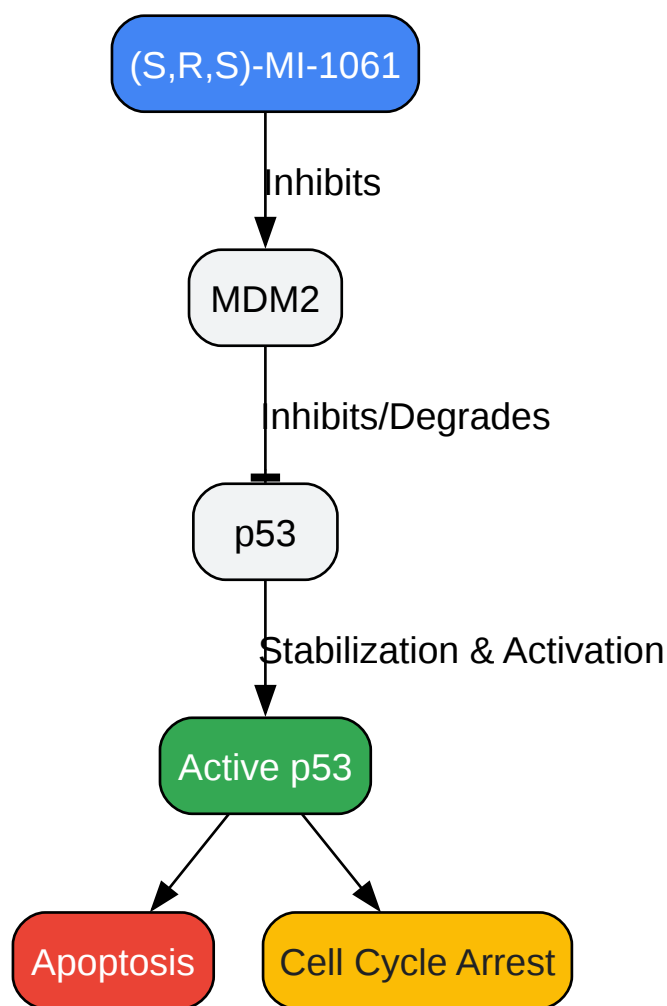 (S,R,S)-MI-1061
Inhibits
MDM2
Inhibits/Degrades
p53
Stabilization & Activation
Active p53
Apoptosis
Cell Cycle Arrest